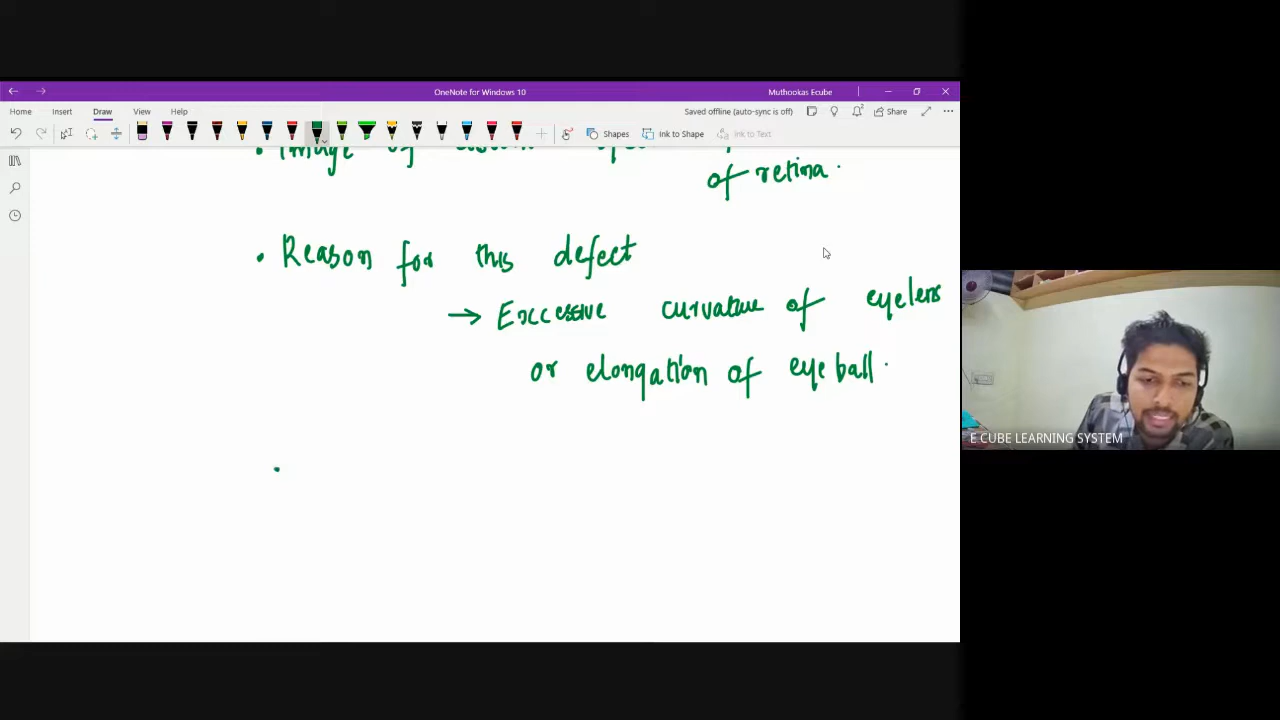 OneNote for Windows 10
Muthookas Ecube
Home Insert Draw View Help
Saved offline (auto-sync is off)
Share
Shapes
Ink to Shape
Ink to Text
• Image of
of retina.
• Reason for this defect
→ Excessive curvature of eyelens
or elongation of eyeball.
•
E CUBE LEARNING SYSTEM